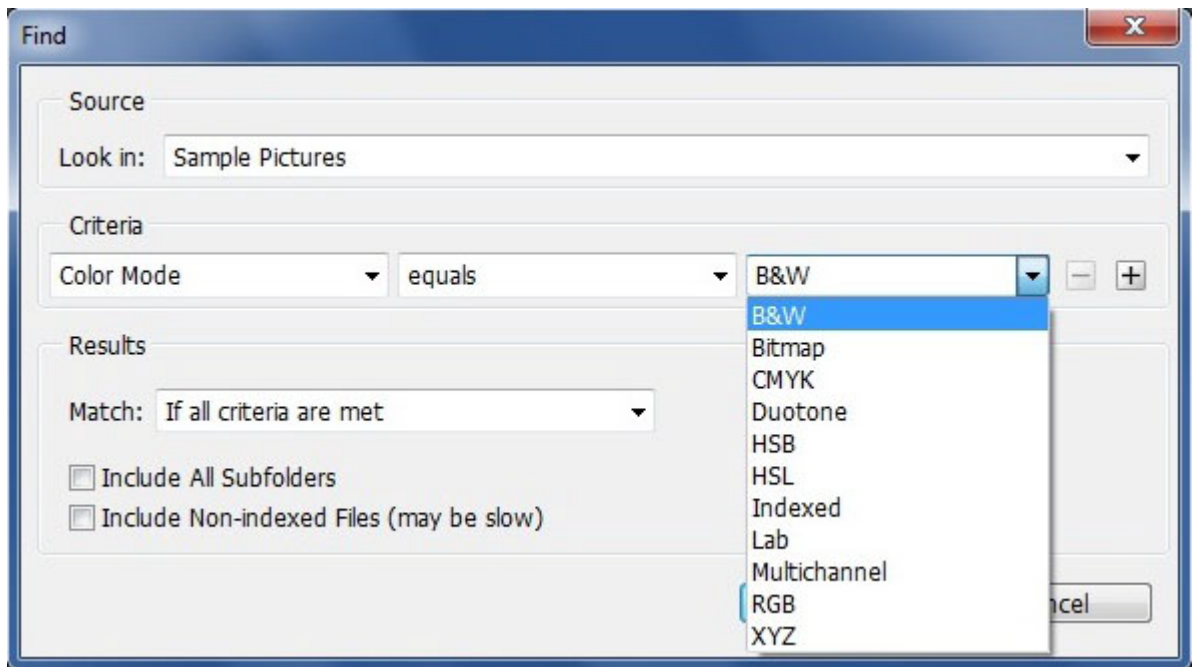 Find
Source
Look in: Sample Pictures
Criteria
Color Mode equals B&W
B&W
Bitmap
CMYK
Duotone
HSB
HSL
Indexed
Lab
Multichannel
RGB
XYZ
Results
Match: If all criteria are met
Include All Subfolders
Include Non-indexed Files (may be slow)
ncel